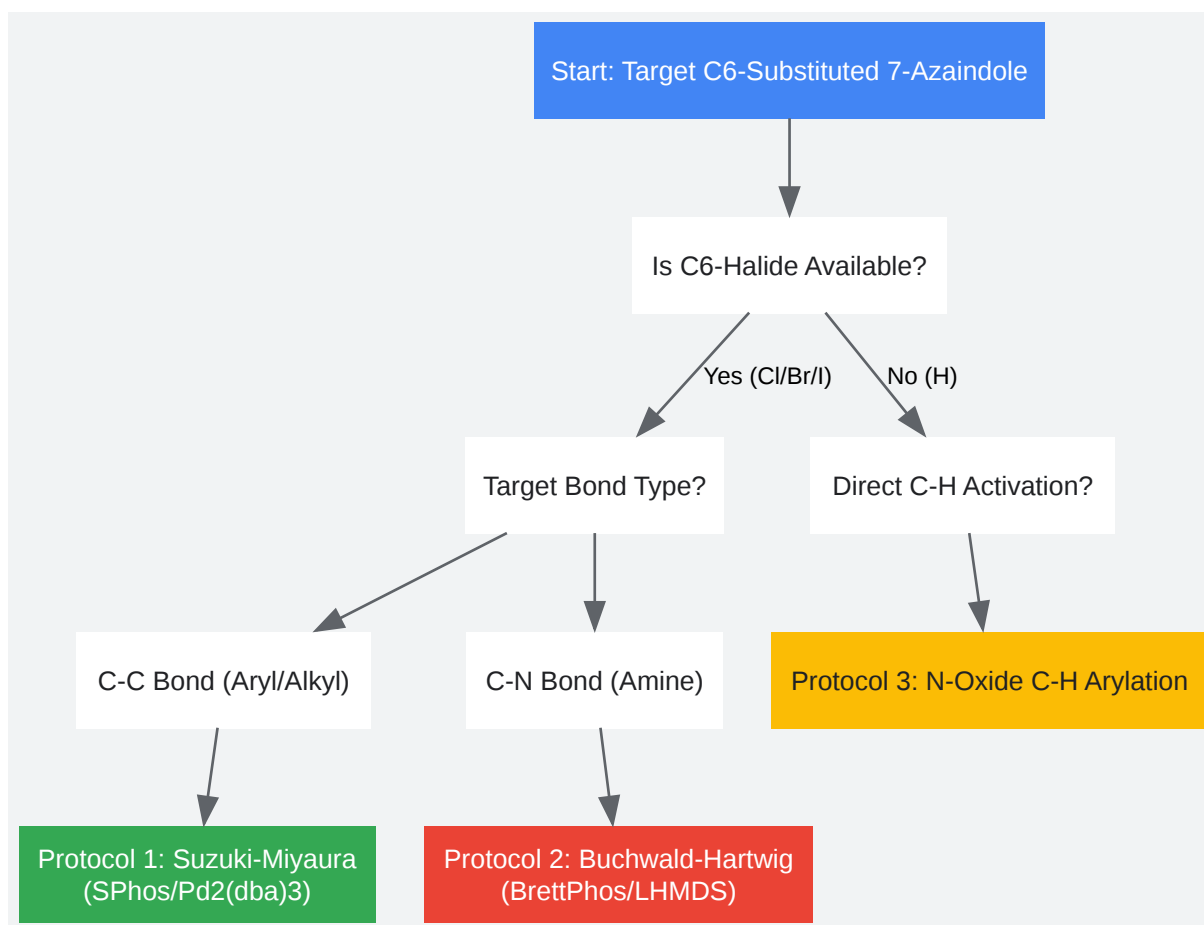 Start: Target C6-Substituted 7-Azaindole
Is C6-Halide Available?
Yes (Cl/Br/I)
No (H)
Target Bond Type?
Direct C-H Activation?
C-C Bond (Aryl/Alkyl)
C-N Bond (Amine)
Protocol 3: N-Oxide C-H Arylation
Protocol 1: Suzuki-Miyaura
(SPhos/Pd2(dba)3)
Protocol 2: Buchwald-Hartwig
(BrettPhos/LHMDS)